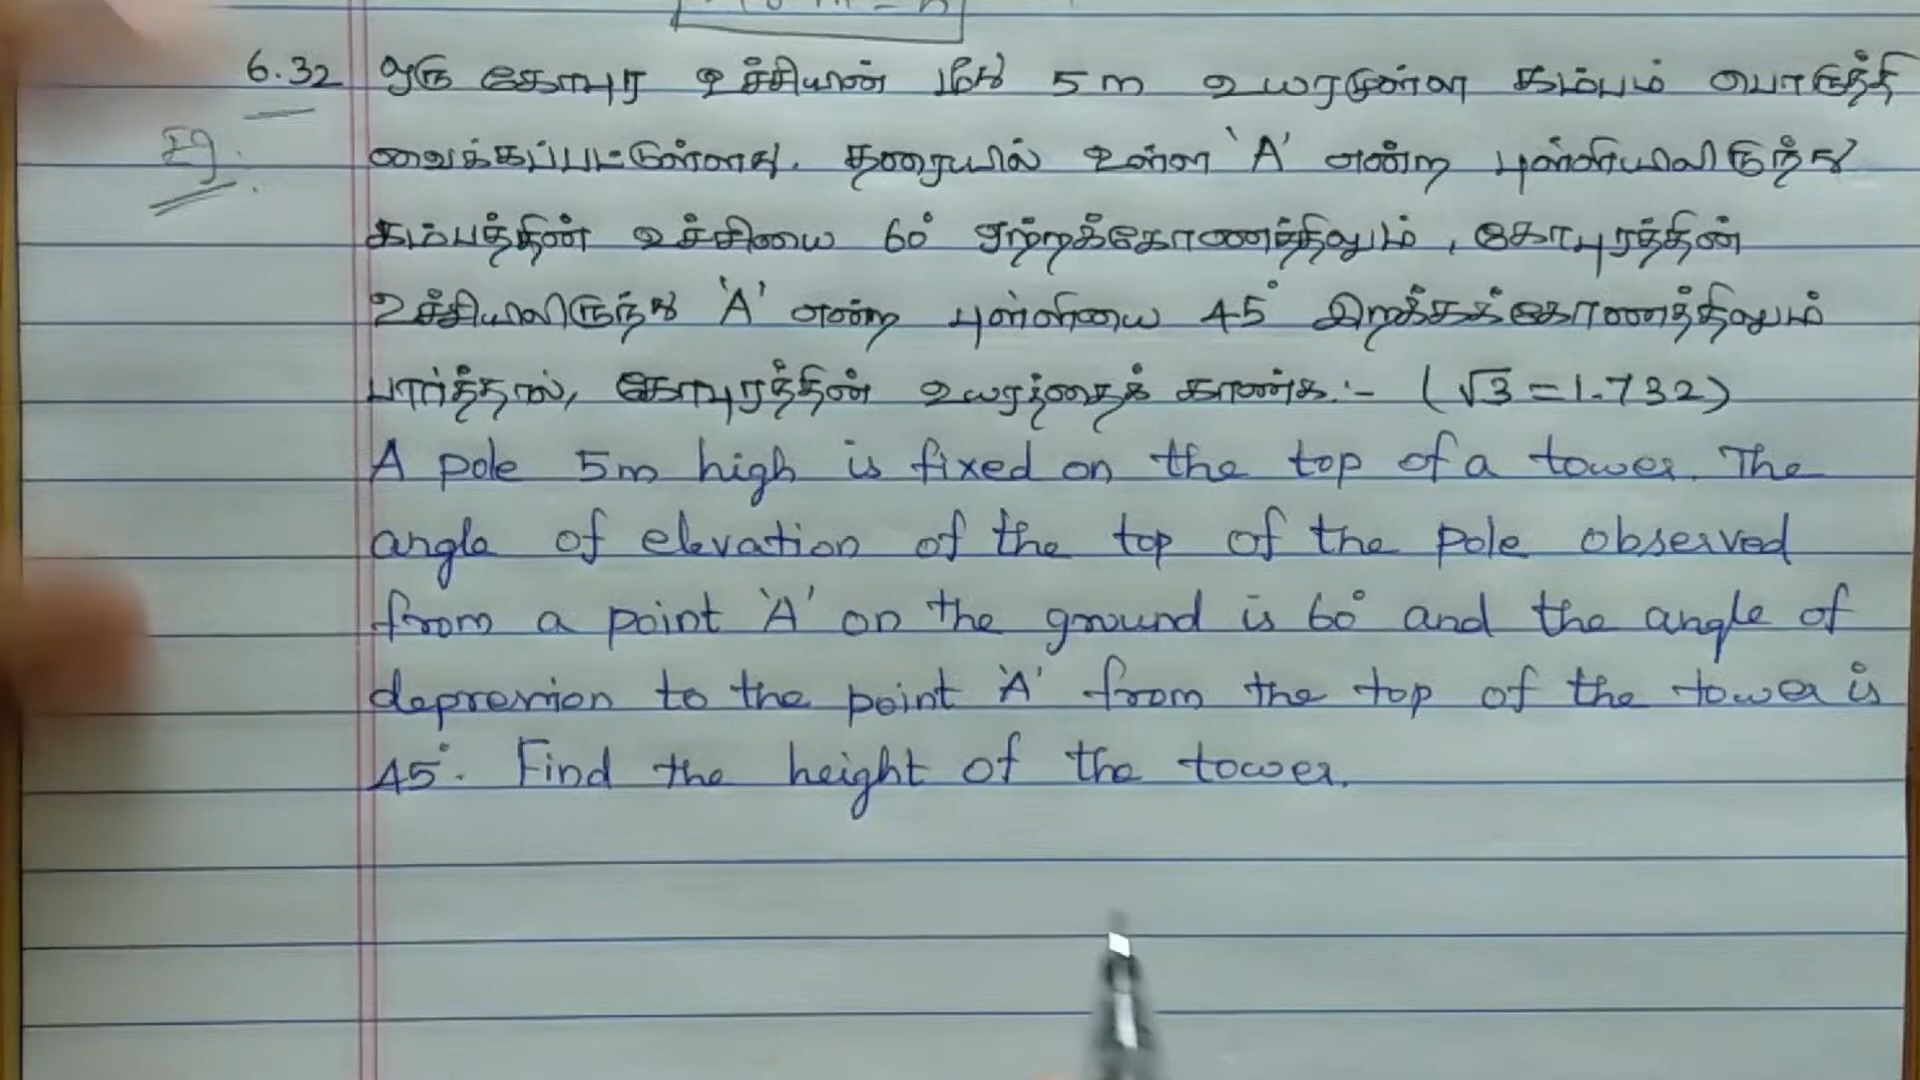 6.32 ஒரு கோபுர உச்சியின் மீது 5 m உயரமுள்ள கம்பம் பொருத்தி
வைக்கப்பட்டுள்ளது. தரையில் உள்ள 'A' என்ற புள்ளியிலிருந்து
Eg.
கம்பத்தின் உச்சியை 60° ஏற்றக்கோணத்திலும், கோபுரத்தின்
உச்சியிலிருந்து 'A' என்ற புள்ளியை 45° இறக்கக்கோணத்திலும்
பார்த்தால், கோபுரத்தின் உயரத்தைக் காண்க:- (√3 = 1.732)
A pole 5m high is fixed on the top of a tower. The
angle of elevation of the top of the pole observed
from a point 'A' on the ground is 60° and the angle of
depression to the point 'A' from the top of the tower is
45°. Find the height of the tower.